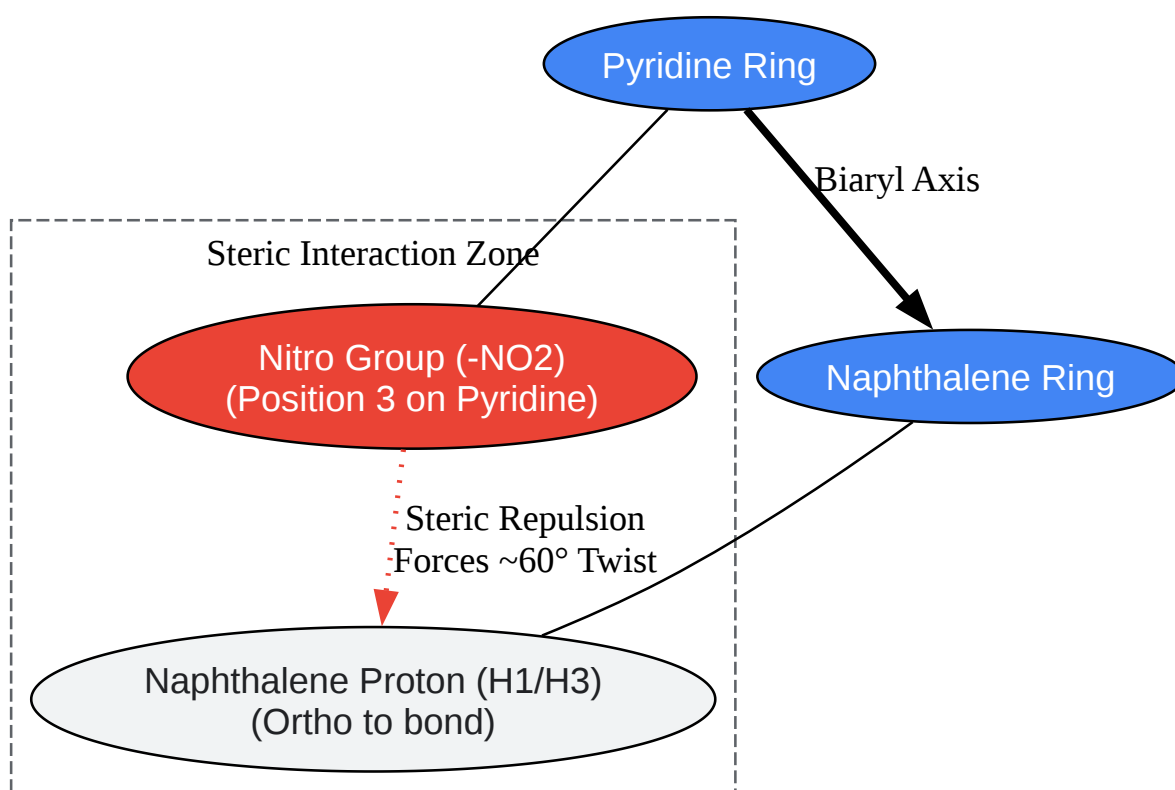 Pyridine Ring
Biaryl Axis
Steric Interaction Zone
Nitro Group (-NO2)
(Position 3 on Pyridine)
Naphthalene Ring
Steric Repulsion
Forces ~60° Twist
Naphthalene Proton (H1/H3)
(Ortho to bond)